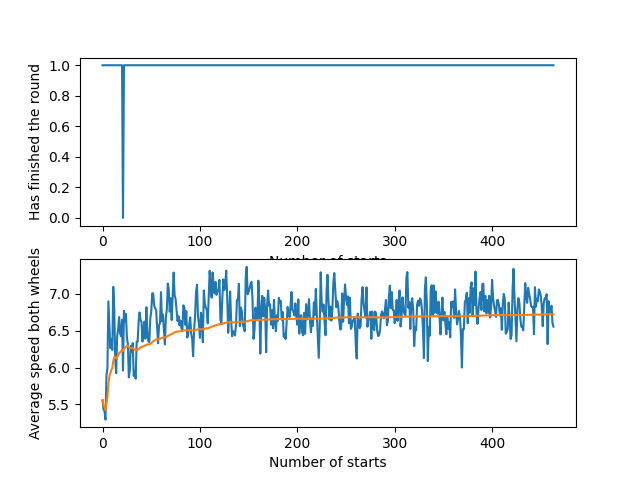 Has finished the round
1.0
0.8
0.6
0.4
0.2
0.0
0 100 200 300 400
Number of starts
Average speed both wheels
7.0
6.5
6.0
5.5
0 100 200 300 400
Number of starts